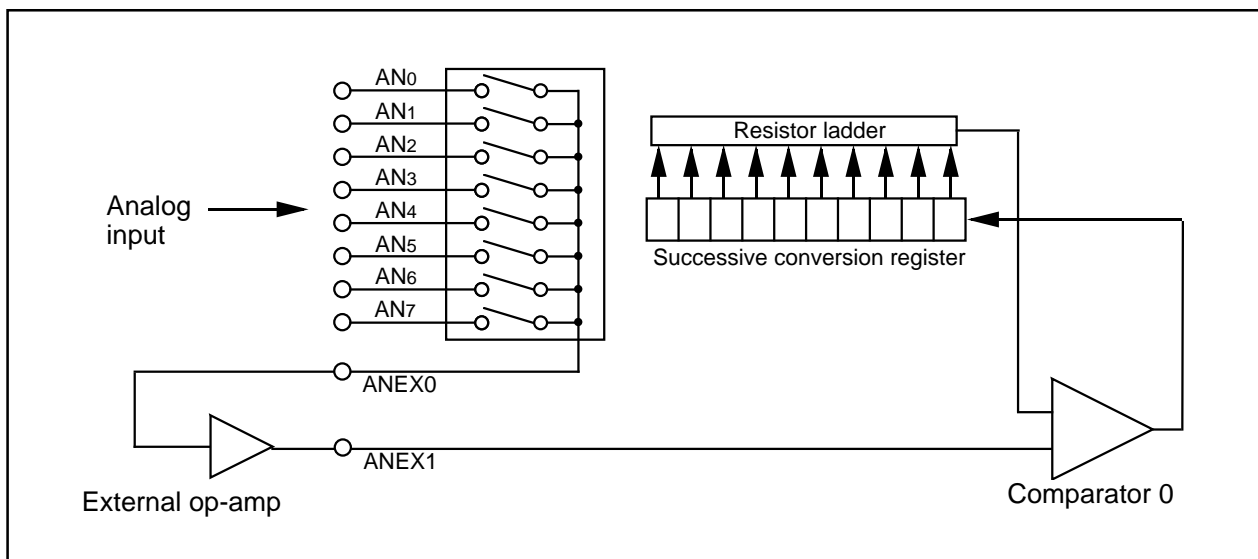 AN0
AN1
AN2
AN3
AN4
AN5
AN6
AN7
Analog
input
Resistor ladder
Successive conversion register
ANEX0
ANEX1
External op-amp
Comparator 0